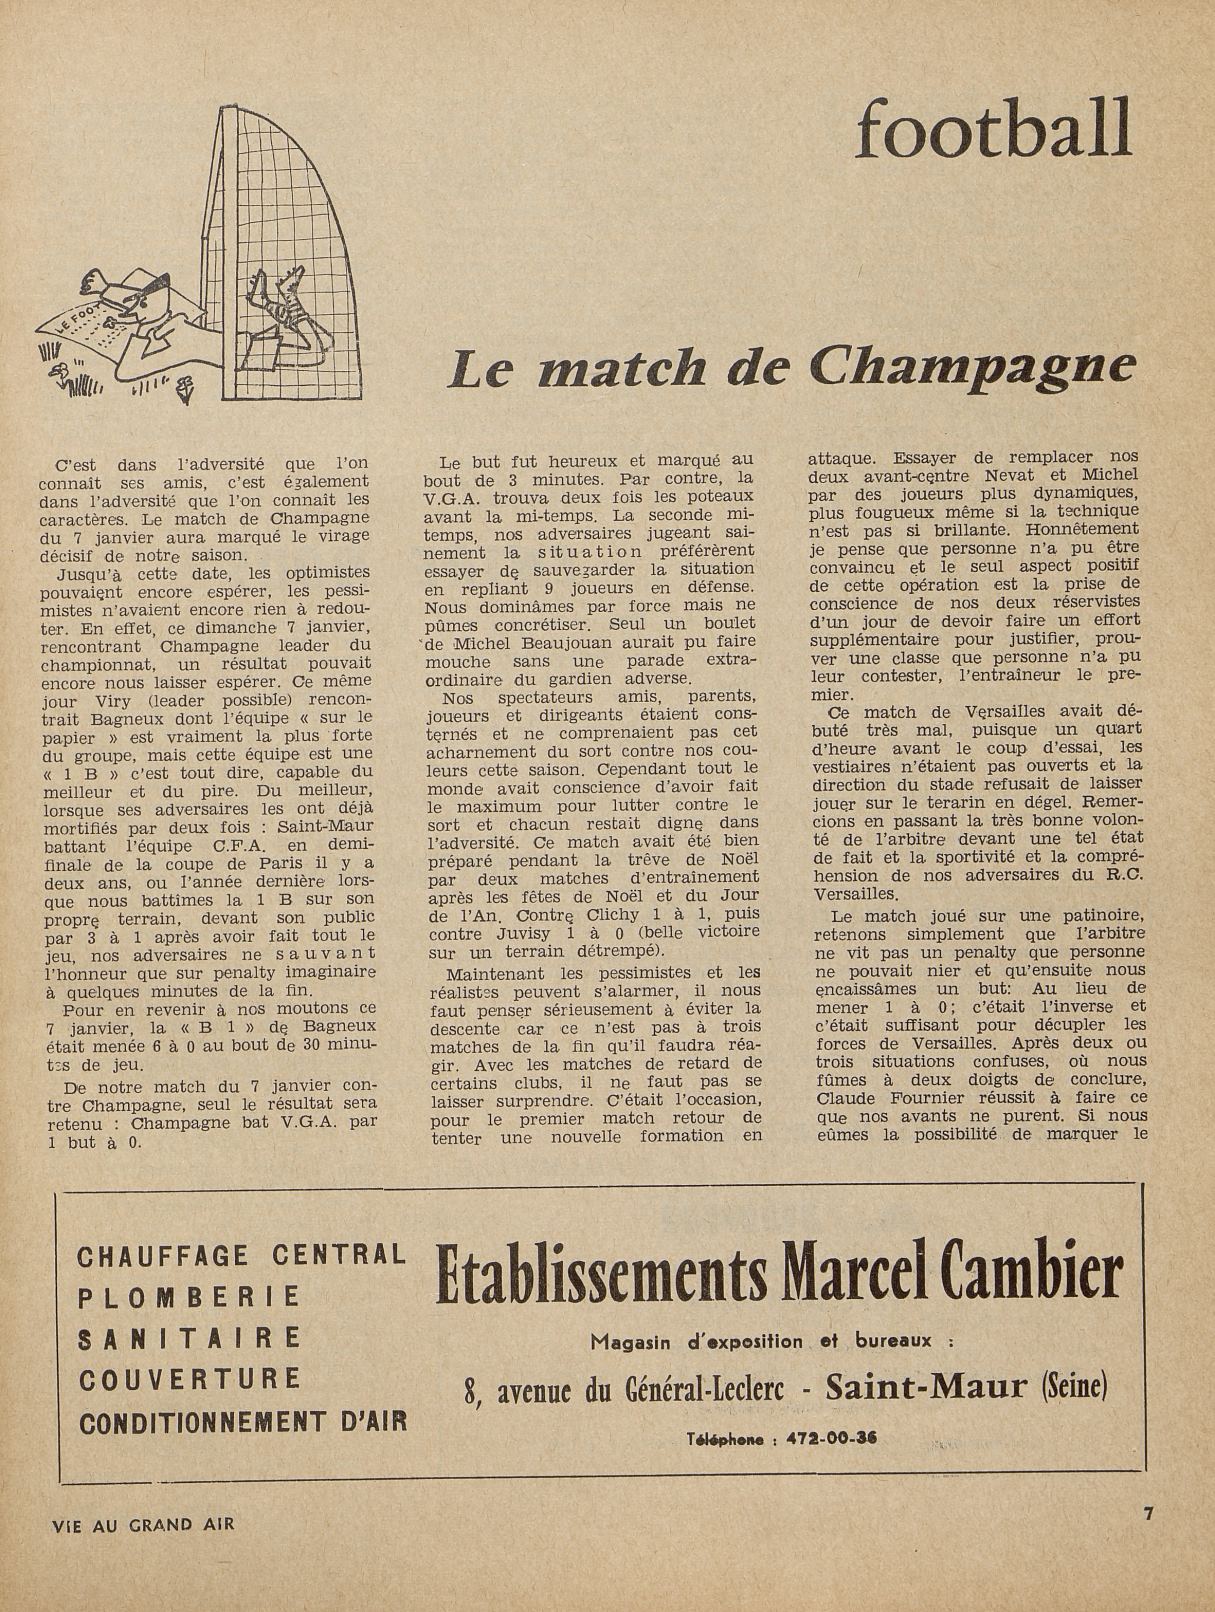 football
LE FOOT
Le match de Champagne
C'est dans l'adversité que l'on
connaît ses amis, c'est également
dans l'adversité que l'on connaît les
caractères. Le match de Champagne
du 7 janvier aura marqué le virage
décisif de notre saison.
Jusqu'à cette date, les optimistes
pouvaient encore espérer, les pessi-
mistes n'avaient encore rien à redou-
ter. En effet, ce dimanche 7 janvier,
rencontrant Champagne leader du
championnat, un résultat pouvait
encore nous laisser espérer. Ce même
jour Viry (leader possible) rencon-
trait Bagneux dont l'équipe « sur le
papier » est vraiment la plus forte
du groupe, mais cette équipe est une
« 1 B » c'est tout dire, capable du
meilleur et du pire. Du meilleur,
lorsque ses adversaires les ont déjà
mortifiés par deux fois : Saint-Maur
battant l'équipe C.F.A. en demi-
finale de la coupe de Paris il y a
deux ans, ou l'année dernière lors-
que nous battîmes la 1 B sur son
propre terrain, devant son public
par 3 à 1 après avoir fait tout le
jeu, nos adversaires ne sauvant
l'honneur que sur penalty imaginaire
à quelques minutes de la fin.
Pour en revenir à nos moutons ce
7 janvier, la « B 1 » de Bagneux
était menée 6 à 0 au bout de 30 minu-
tes de jeu.
De notre match du 7 janvier con-
tre Champagne, seul le résultat sera
retenu : Champagne bat V.G.A. par
1 but à 0.
Le but fut heureux et marqué au
bout de 3 minutes. Par contre, la
V.G.A. trouva deux fois les poteaux
avant la mi-temps. La seconde mi-
temps, nos adversaires jugeant sai-
nement la situation préférèrent
essayer de sauvegarder la situation
en repliant 9 joueurs en défense.
Nous dominâmes par force mais ne
pûmes concrétiser. Seul un boulet
de Michel Beaujouan aurait pu faire
mouche sans une parade extra-
ordinaire du gardien adverse.
Nos spectateurs amis, parents,
joueurs et dirigeants étaient cons-
ternés et ne comprenaient pas cet
acharnement du sort contre nos cou-
leurs cette saison. Cependant tout le
monde avait conscience d'avoir fait
le maximum pour lutter contre le
sort et chacun restait digne dans
l'adversité. Ce match avait été bien
préparé pendant la trêve de Noël
par deux matches d'entraînement
après les fêtes de Noël et du Jour
de l'An. Contre Clichy 1 à 1, puis
contre Juvisy 1 à 0 (belle victoire
sur un terrain détrempé).
Maintenant les pessimistes et les
réalistes peuvent s'alarmer, il nous
faut penser sérieusement à éviter la
descente car ce n'est pas à trois
matches de la fin qu'il faudra réa-
gir. Avec les matches de retard de
certains clubs, il ne faut pas se
laisser surprendre. C'était l'occasion,
pour le premier match retour de
tenter une nouvelle formation en
attaque. Essayer de remplacer nos
deux avant-centre Nevat et Michel
par des joueurs plus dynamiques,
plus fougueux même si la technique
n'est pas si brillante. Honnêtement
je pense que personne n'a pu être
convaincu et le seul aspect positif
de cette opération est la prise de
conscience de nos deux réservistes
d'un jour de devoir faire un effort
supplémentaire pour justifier, prou-
ver une classe que personne n'a pu
leur contester, l'entraîneur le pre-
mier.
Ce match de Versailles avait dé-
buté très mal, puisque un quart
d'heure avant le coup d'essai, les
vestiaires n'étaient pas ouverts et la
direction du stade refusait de laisser
jouer sur le terarin en dégel. Remer-
cions en passant la très bonne volon-
té de l'arbitre devant une tel état
de fait et la sportivité et la compré-
hension de nos adversaires du R.C.
Versailles.
Le match joué sur une patinoire,
retenons simplement que l'arbitre
ne vit pas un penalty que personne
ne pouvait nier et qu'ensuite nous
encaissâmes un but: Au lieu de
mener 1 à 0; c'était l'inverse et
c'était suffisant pour décupler les
forces de Versailles. Après deux ou
trois situations confuses, où nous
fûmes à deux doigts de conclure,
Claude Fournier réussit à faire ce
que nos avants ne purent. Si nous
eûmes la possibilité de marquer le
CHAUFFAGE CENTRAL
PLOMBERIE
SANITAIRE
COUVERTURE
CONDITIONNEMENT D'AIR
Etablissements Marcel Cambier
Magasin d'exposition et bureaux :
8, avenue du Général-Leclerc - Saint-Maur (Seine)
Téléphone : 472-00-36
VIE AU GRAND AIR
7